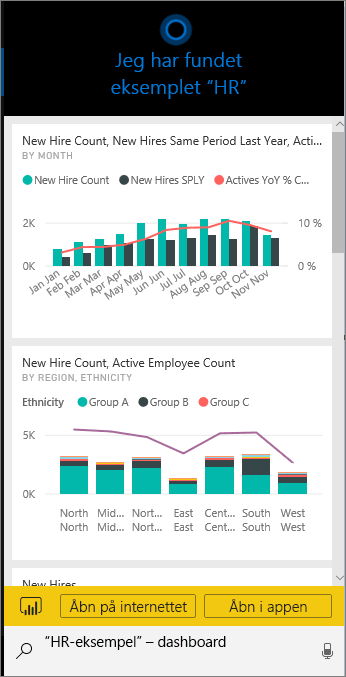 Jeg har fundet
eksemplet “HR”
New Hire Count, New Hires Same Period Last Year, Acti...
BY MONTH
New Hire Count New Hires SPLY Actives YoY % C...
2K 10 %
0K 0 %
Jan Jan Feb Feb Mar Mar Apr Apr May May Jun Jun Jul Jul Aug Aug Sep Sep Oct Oct Nov Nov
New Hire Count, Active Employee Count
BY REGION, ETHNICITY
Ethnicity Group A Group B Group C
5K
0K
North Mid... Nort... East Cent... South West
North Mid... Nort... East Cent... South West
New Hires
Åbn på internettet Åbn i appen
“HR-eksempel” – dashboard